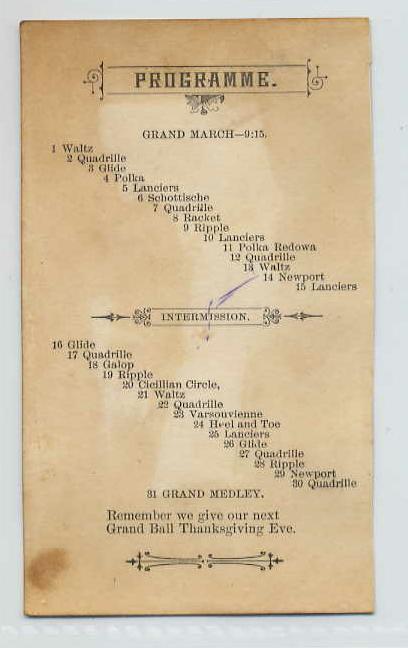 PROGRAMME.
GRAND MARCH—9:15.
1 Waltz
2 Quadrille
3 Glide
4 Polka
5 Lanciers
6 Schottische
7 Quadrille
8 Racket
9 Ripple
10 Lanciers
11 Polka Redowa
12 Quadrille
13 Waltz
14 Newport
15 Lanciers
INTERMISSION.
16 Glide
17 Quadrille
18 Galop
19 Ripple
20 Cicillian Circle,
21 Waltz
22 Quadrille
23 Varsouvienne
24 Heel and Toe
25 Lanciers
26 Glide
27 Quadrille
28 Ripple
29 Newport
30 Quadrille
31 GRAND MEDLEY.
Remember we give our next
Grand Ball Thanksgiving Eve.